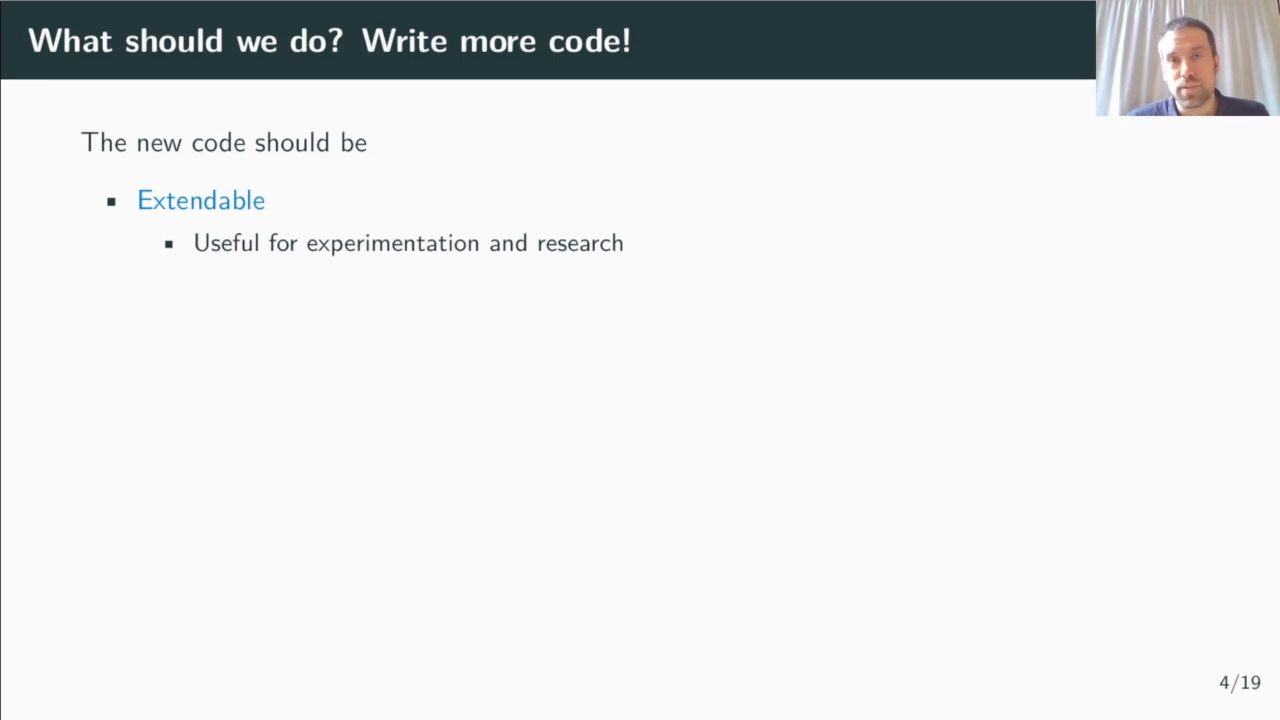 What should we do? Write more code!
The new code should be
▪ Extendable
▪ Useful for experimentation and research
4/19